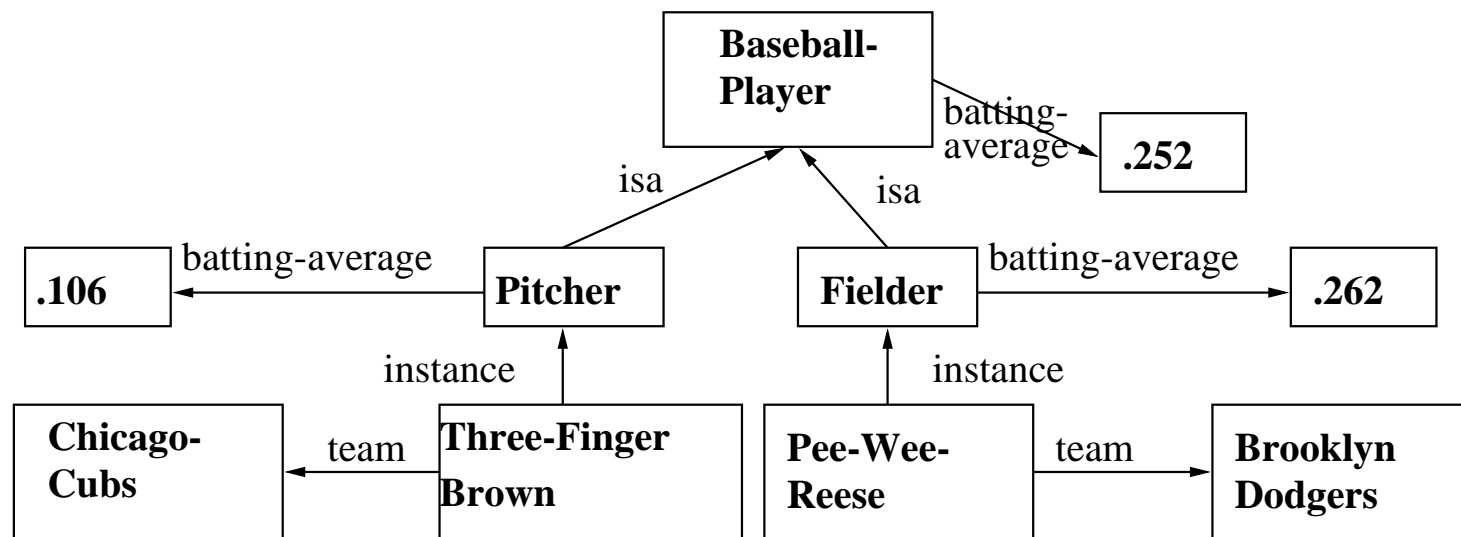 Baseball-
Player
batting-
average
.252
isa
isa
.106
batting-average
Pitcher
Fielder
batting-average
.262
instance
instance
Chicago-
Cubs
team
Three-Finger
Brown
Pee-Wee-
Reese
team
Brooklyn
Dodgers